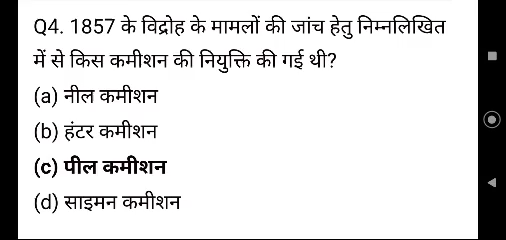 Q4. 1857 के विद्रोह के मामलों की जांच हेतु निम्नलिखित
में से किस कमीशन की नियुक्ति की गई थी?
(a) नील कमीशन
(b) हंटर कमीशन
(c) पील कमीशन
(d) साइमन कमीशन